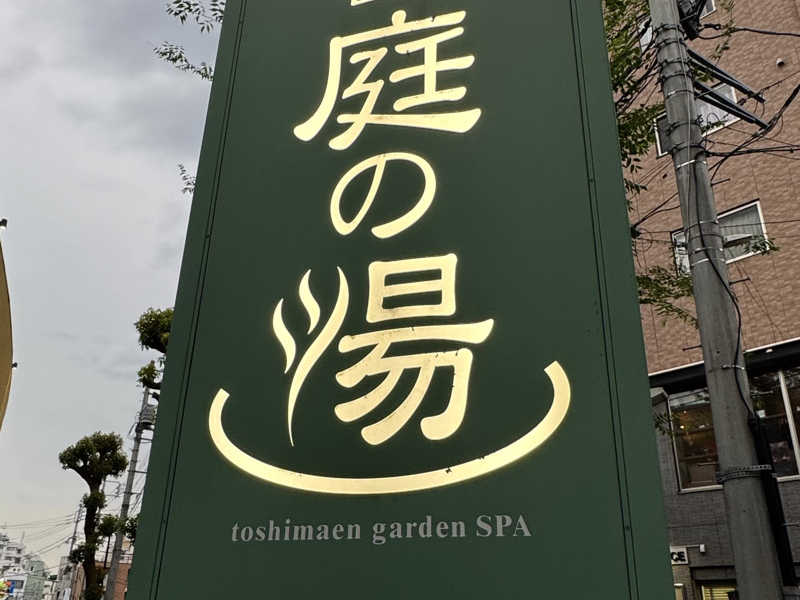 庭の湯
toshimaen garden SPA